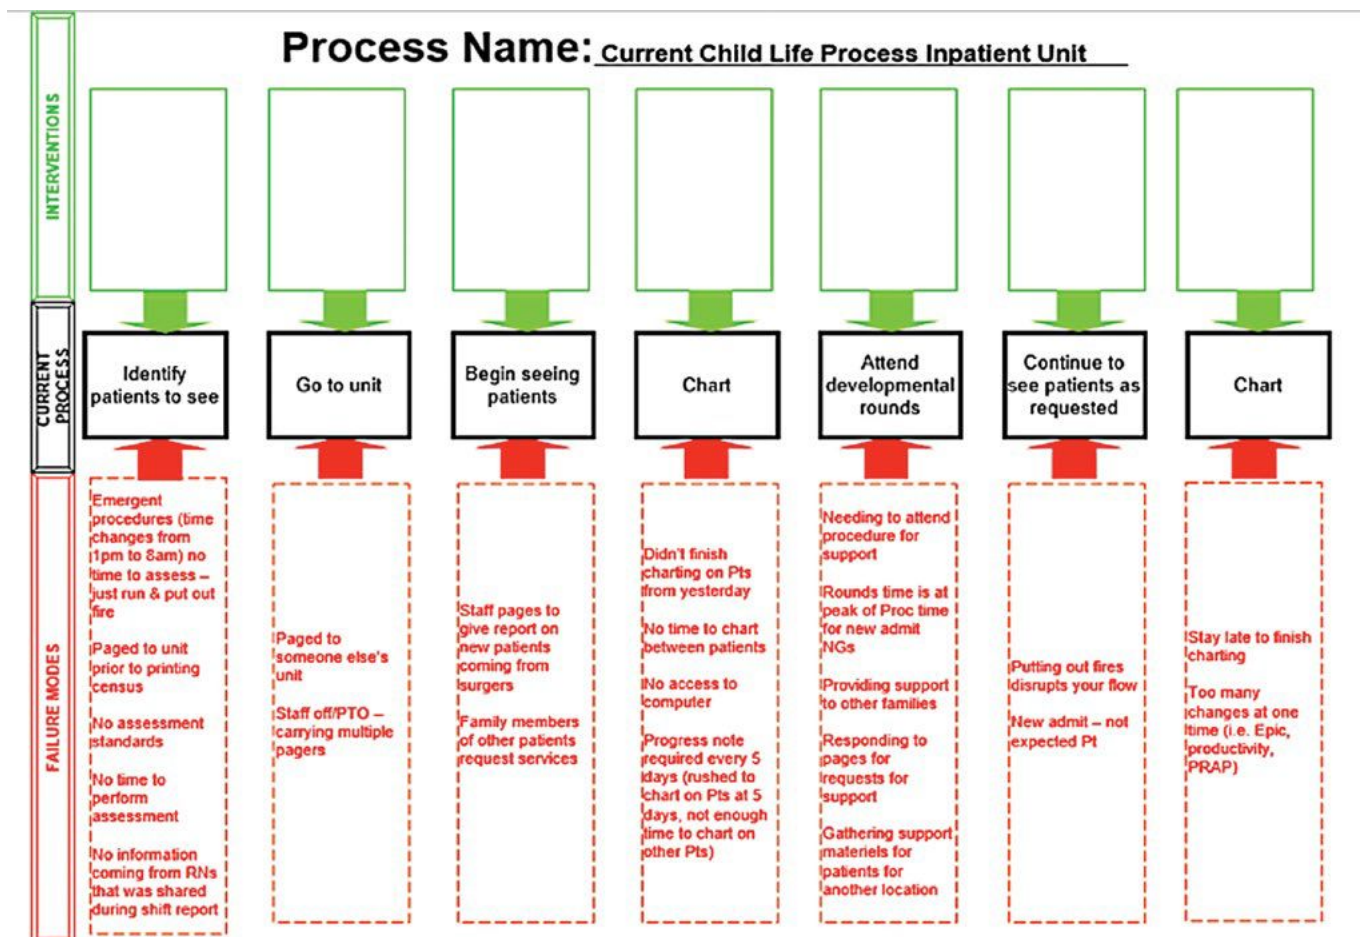 Process Name: Current Child Life Process Inpatient Unit
INTERVENTIONS
CURRENT
PROCESS
Identify
patients to see
Go to unit
Begin seeing
patients
Chart
Attend
developmental
rounds
Continue to
see patients as
requested
Chart
FAILURE MODES
Emergent
procedures (time
changes from
1pm to 8am) no
time to assess –
just run & put out
fire
Paged to unit
prior to printing
census
No assessment
standards
No time to
perform
assessment
No information
coming from RNs
that was shared
during shift report
Paged to
someone else's
unit
Staff off/PTO –
carrying multiple
pagers
Staff pages to
give report on
new patients
coming from
surgers
Family members
of other patients
request services
Didn't finish
charting on Pts
from yesterday
No time to chart
between patients
No access to
computer
Progress note
required every 5
days (rushed to
chart on Pts at 5
days, not enough
time to chart on
other Pts)
Needing to attend
procedure for
support
Rounds time is at
peak of Proc time
for new admit
NGs
Providing support
to other families
Responding to
pages for
requests for
support
Gathering support
materiels for
patients for
another location
Putting out fires
disrupts your flow
New admit – not
expected Pt
Stay late to finish
charting
Too many
changes at one
time (i.e. Epic,
productivity,
PRAP)